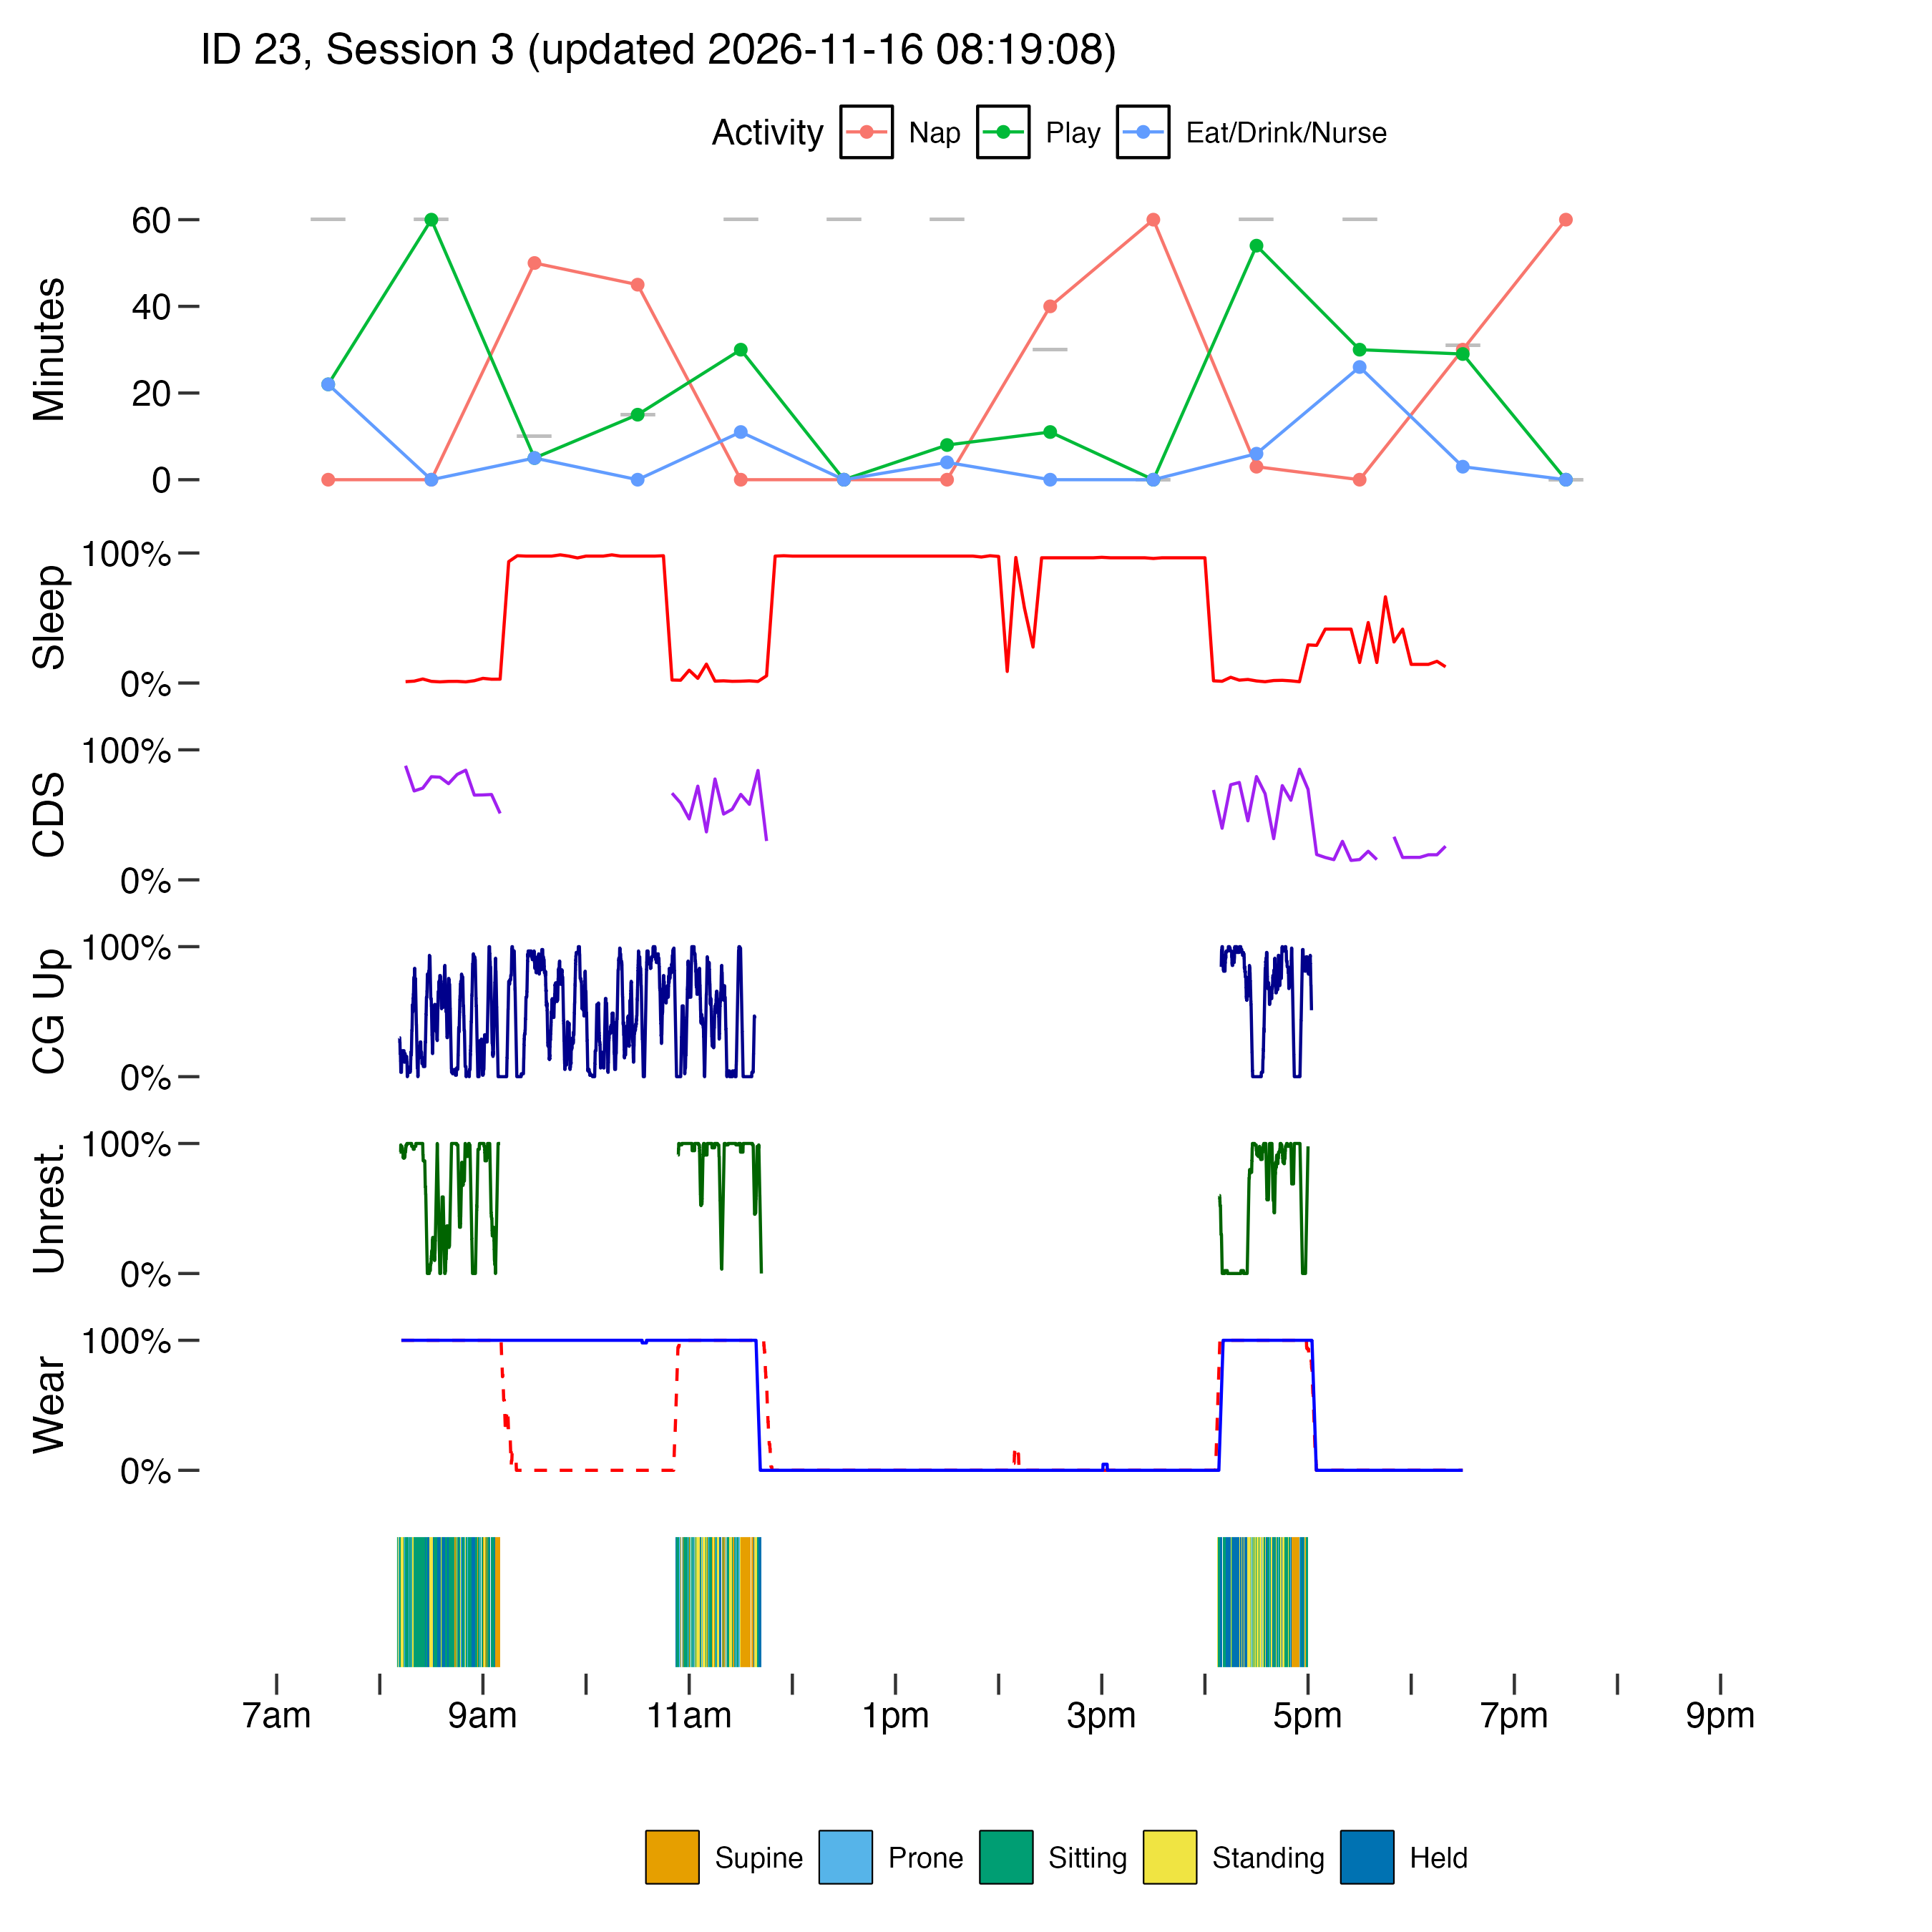 ID 23, Session 3 (updated 2026-11-16 08:19:08)
Activity Nap Play Eat/Drink/Nurse
Minutes
60
40
20
0
Sleep
100%
0%
CDS
100%
0%
CG Up
100%
0%
Unrest.
100%
0%
Wear
100%
0%
7am 9am 11am 1pm 3pm 5pm 7pm 9pm
Supine Prone Sitting Standing Held